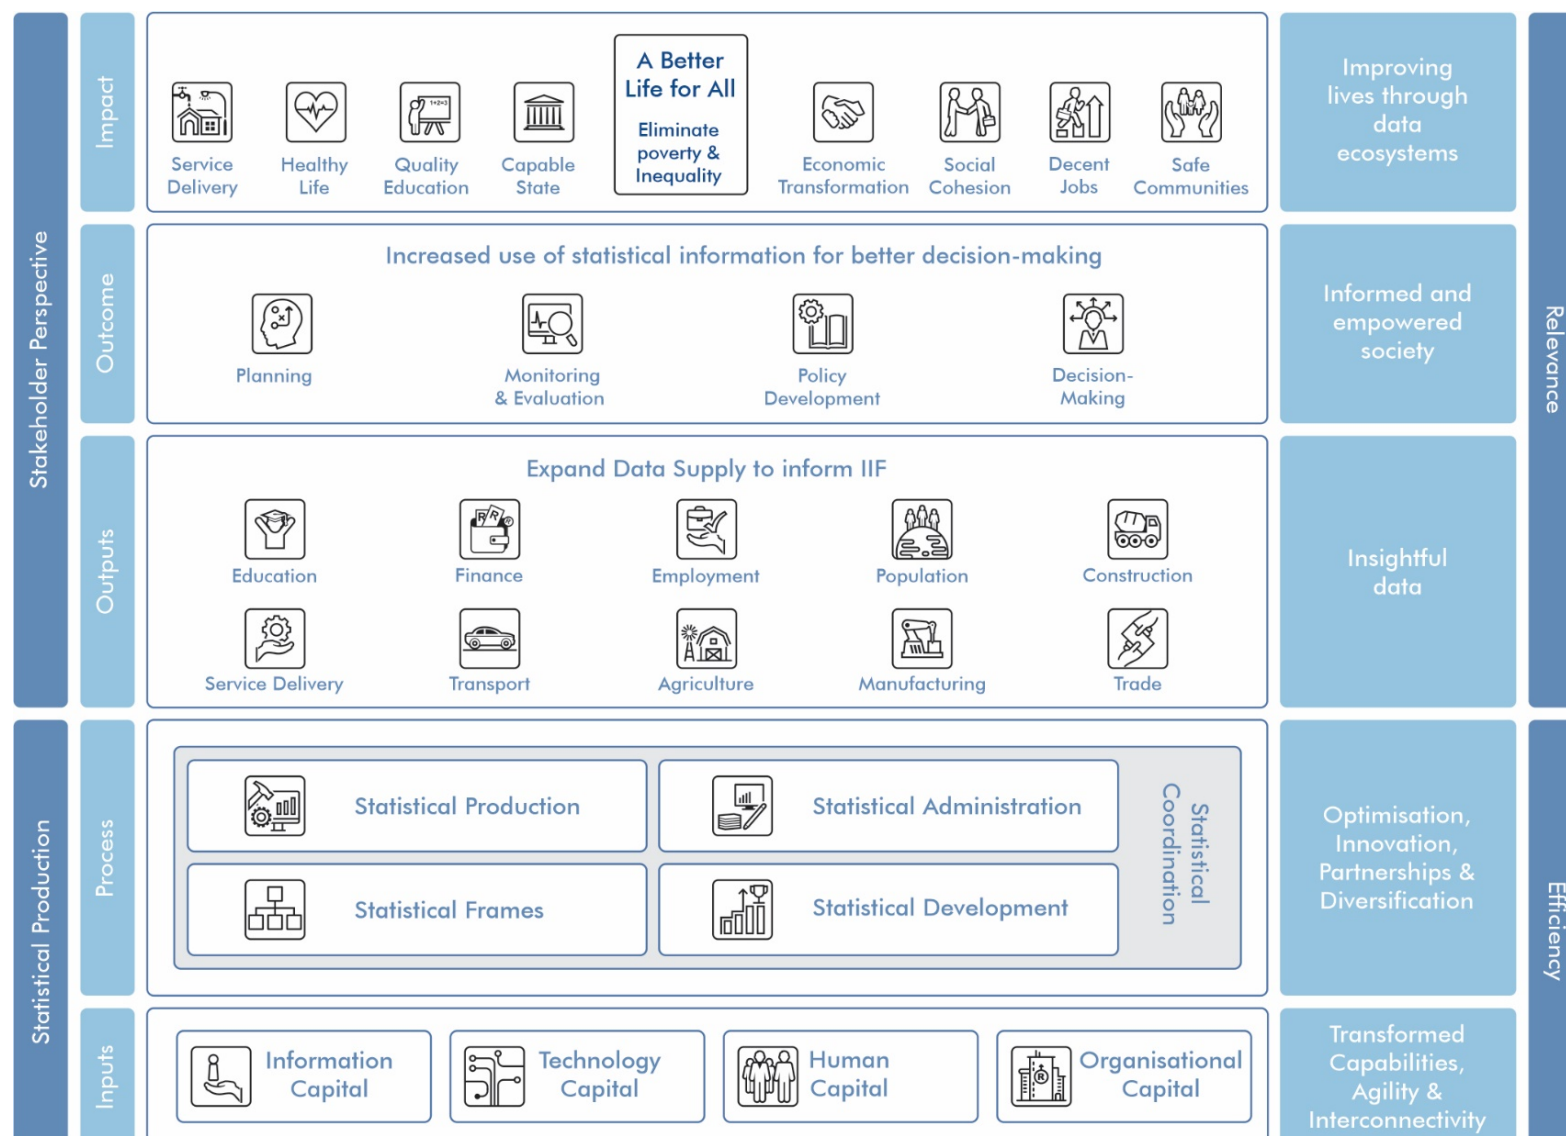 Stakeholder Perspective
Impact
Service
Delivery
Healthy
Life
Quality
Education
Capable
State
A Better
Life for All
Eliminate
poverty &
Inequality
Economic
Transformation
Social
Cohesion
Decent
Jobs
Safe
Communities
Improving
lives through
data
ecosystems
Relevance
Outcome
Increased use of statistical information for better decision-making
Planning
Monitoring
& Evaluation
Policy
Development
Decision-
Making
Informed and
empowered
society
Outputs
Expand Data Supply to inform IIF
Education
Finance
Employment
Population
Construction
Service Delivery
Transport
Agriculture
Manufacturing
Trade
Insightful
data
Statistical Production
Process
Statistical Production
Statistical Administration
Statistical Frames
Statistical Development
Statistical
Coordination
Optimisation,
Innovation,
Partnerships &
Diversification
Efficiency
Inputs
Information
Capital
Technology
Capital
Human
Capital
Organisational
Capital
Transformed
Capabilities,
Agility &
Interconnectivity